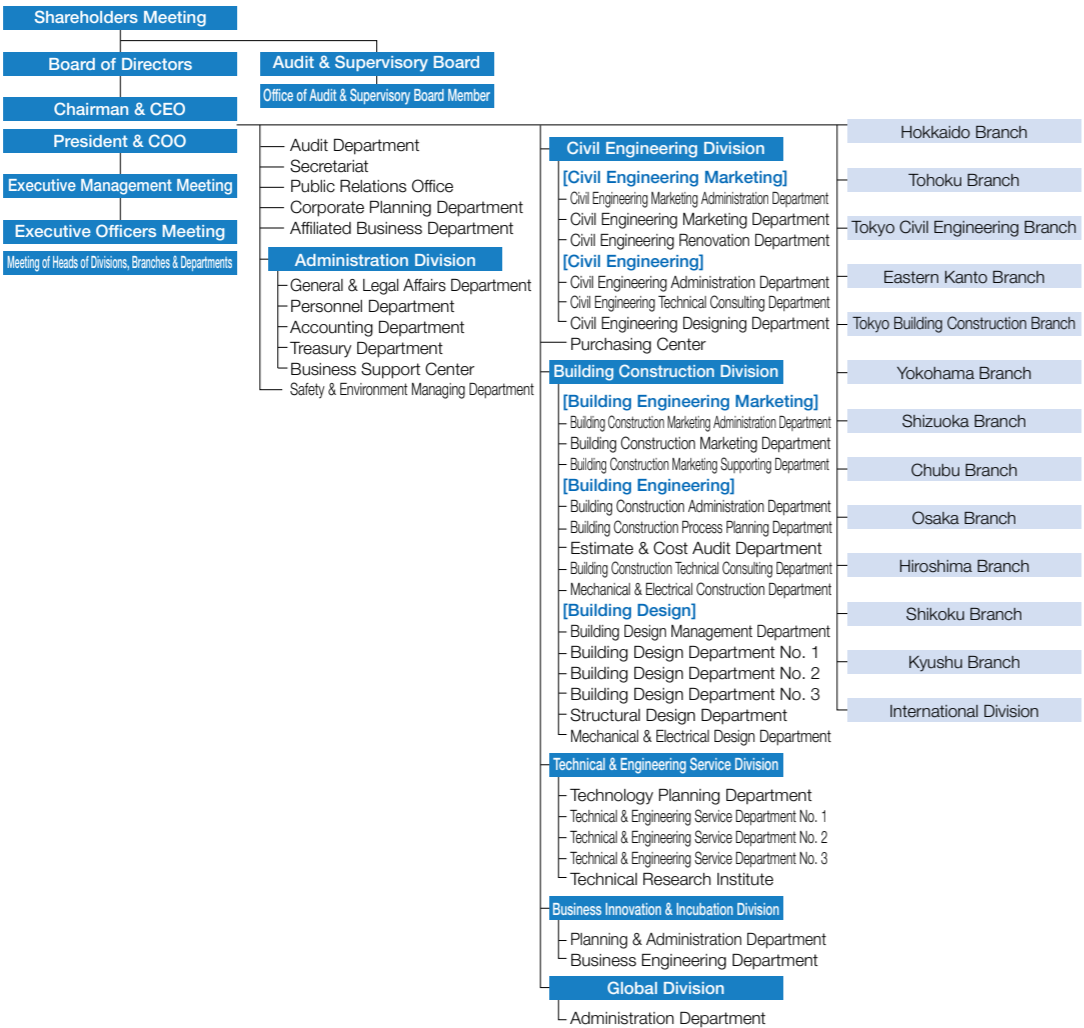 Shareholders Meeting
Board of Directors
Audit & Supervisory Board
Office of Audit & Supervisory Board Member
Chairman & CEO
President & COO
Executive Management Meeting
Executive Officers Meeting
Meeting of Heads of Divisions, Branches & Departments
Audit Department
Secretariat
Public Relations Office
Corporate Planning Department
Affiliated Business Department
Administration Division
General & Legal Affairs Department
Personnel Department
Accounting Department
Treasury Department
Business Support Center
Safety & Environment Managing Department
Civil Engineering Division
[Civil Engineering Marketing]
Civil Engineering Marketing Administration Department
Civil Engineering Marketing Department
Civil Engineering Renovation Department
[Civil Engineering]
Civil Engineering Administration Department
Civil Engineering Technical Consulting Department
Civil Engineering Designing Department
Purchasing Center
Building Construction Division
[Building Engineering Marketing]
Building Construction Marketing Administration Department
Building Construction Marketing Department
Building Construction Marketing Supporting Department
[Building Engineering]
Building Construction Administration Department
Building Construction Process Planning Department
Estimate & Cost Audit Department
Building Construction Technical Consulting Department
Mechanical & Electrical Construction Department
[Building Design]
Building Design Management Department
Building Design Department No. 1
Building Design Department No. 2
Building Design Department No. 3
Structural Design Department
Mechanical & Electrical Design Department
Technical & Engineering Service Division
Technology Planning Department
Technical & Engineering Service Department No. 1
Technical & Engineering Service Department No. 2
Technical & Engineering Service Department No. 3
Technical Research Institute
Business Innovation & Incubation Division
Planning & Administration Department
Business Engineering Department
Global Division
Administration Department
Hokkaido Branch
Tohoku Branch
Tokyo Civil Engineering Branch
Eastern Kanto Branch
Tokyo Building Construction Branch
Yokohama Branch
Shizuoka Branch
Chubu Branch
Osaka Branch
Hiroshima Branch
Shikoku Branch
Kyushu Branch
International Division